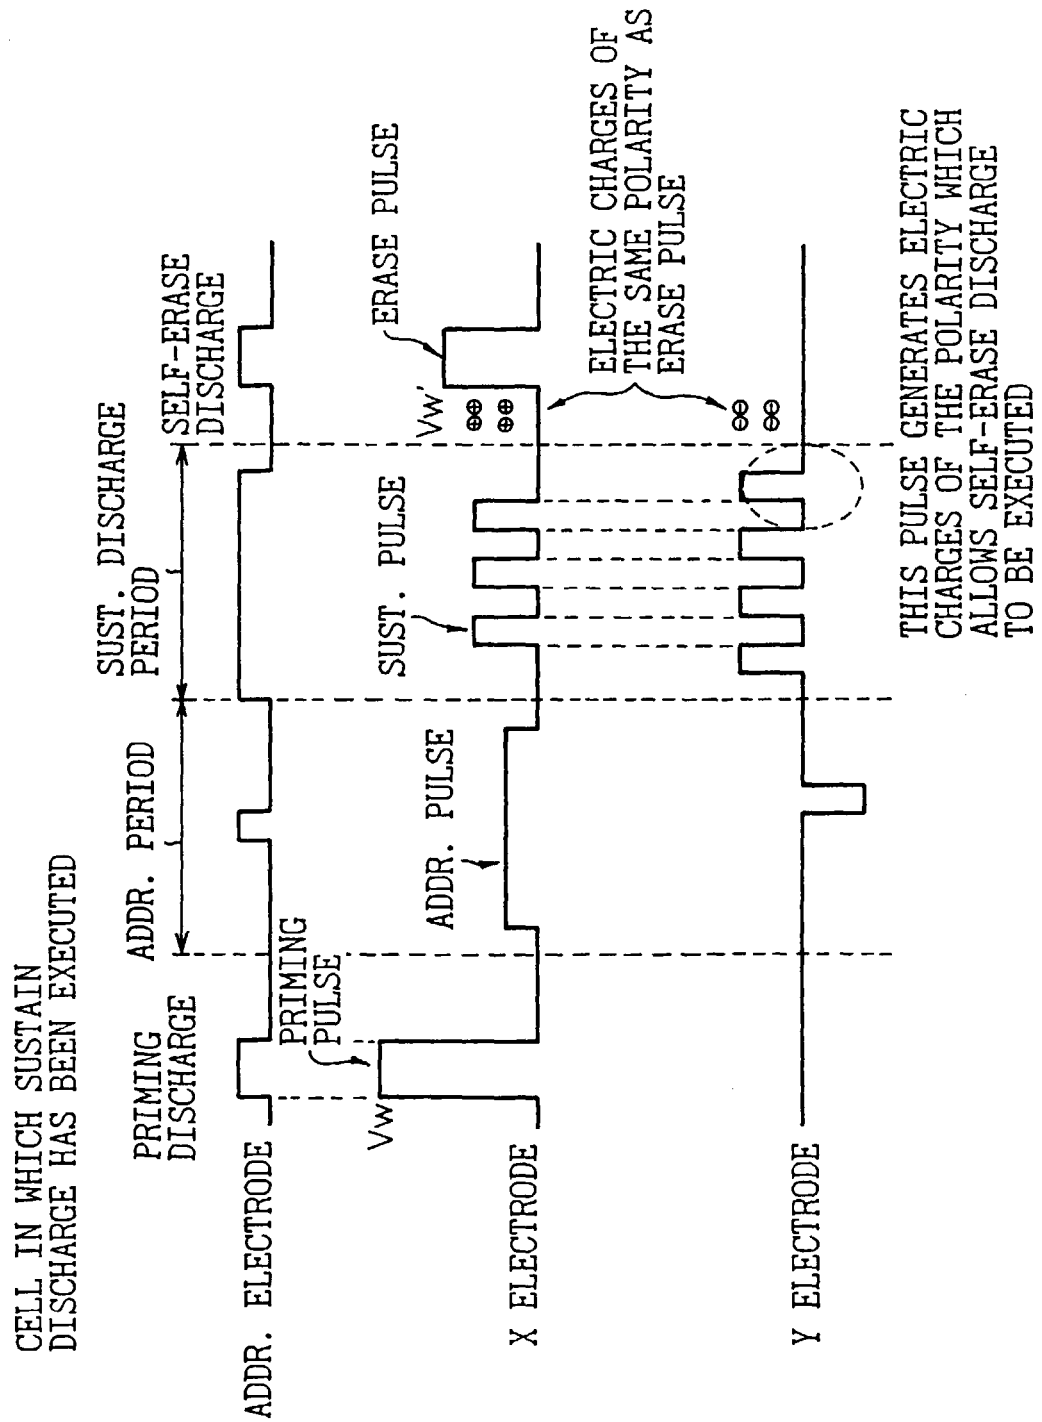 CELL IN WHICH SUSTAIN
DISCHARGE HAS BEEN EXECUTED
PRIMING
DISCHARGE
ADDR. PERIOD
SUST. DISCHARGE
PERIOD
SELF-ERASE
DISCHARGE
ADDR. ELECTRODE
Vw
PRIMING
PULSE
ADDR. PULSE
SUST. PULSE
Vw'
ERASE PULSE
⊕⊕
⊕⊕
X ELECTRODE
ELECTRIC CHARGES OF
THE SAME POLARITY AS
ERASE PULSE
⊖⊖
⊖⊖
Y ELECTRODE
THIS PULSE GENERATES ELECTRIC
CHARGES OF THE POLARITY WHICH
ALLOWS SELF-ERASE DISCHARGE
TO BE EXECUTED